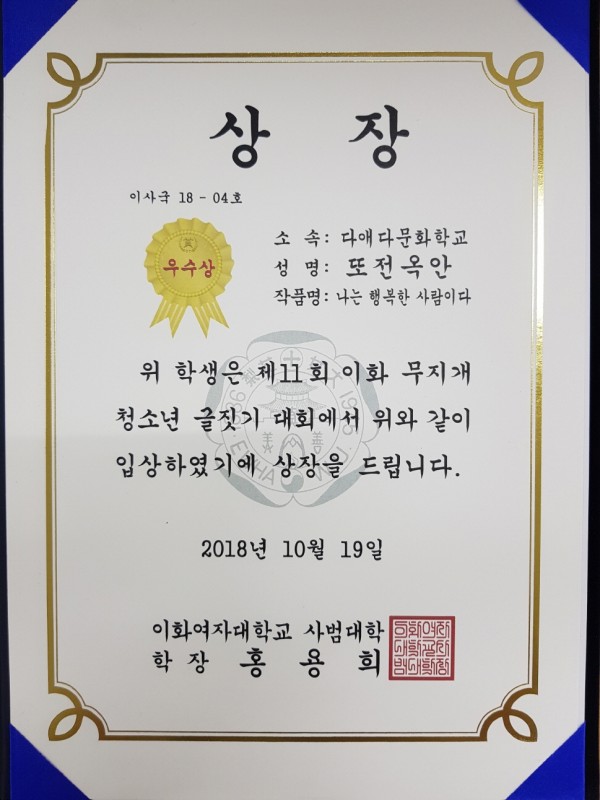 상 장
이사국 18 - 04호
우수상
소 속: 다애다문화학교
성 명: 또전옥안
작품명: 나는 행복한 사람이다
위 학생은 제11회 이화 무지개
청소년 글짓기 대회에서 위와 같이
입상하였기에 상장을 드립니다.
2018년 10월 19일
이화여자대학교 사범대학
학 장 홍 용 희